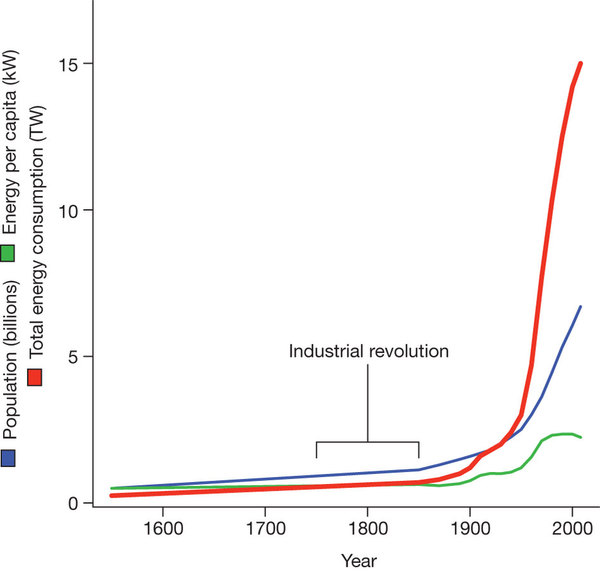 Population (billions)
Energy per capita (kW)
Total energy consumption (TW)
15
10
5
0
Industrial revolution
1600
1700
1800
1900
2000
Year